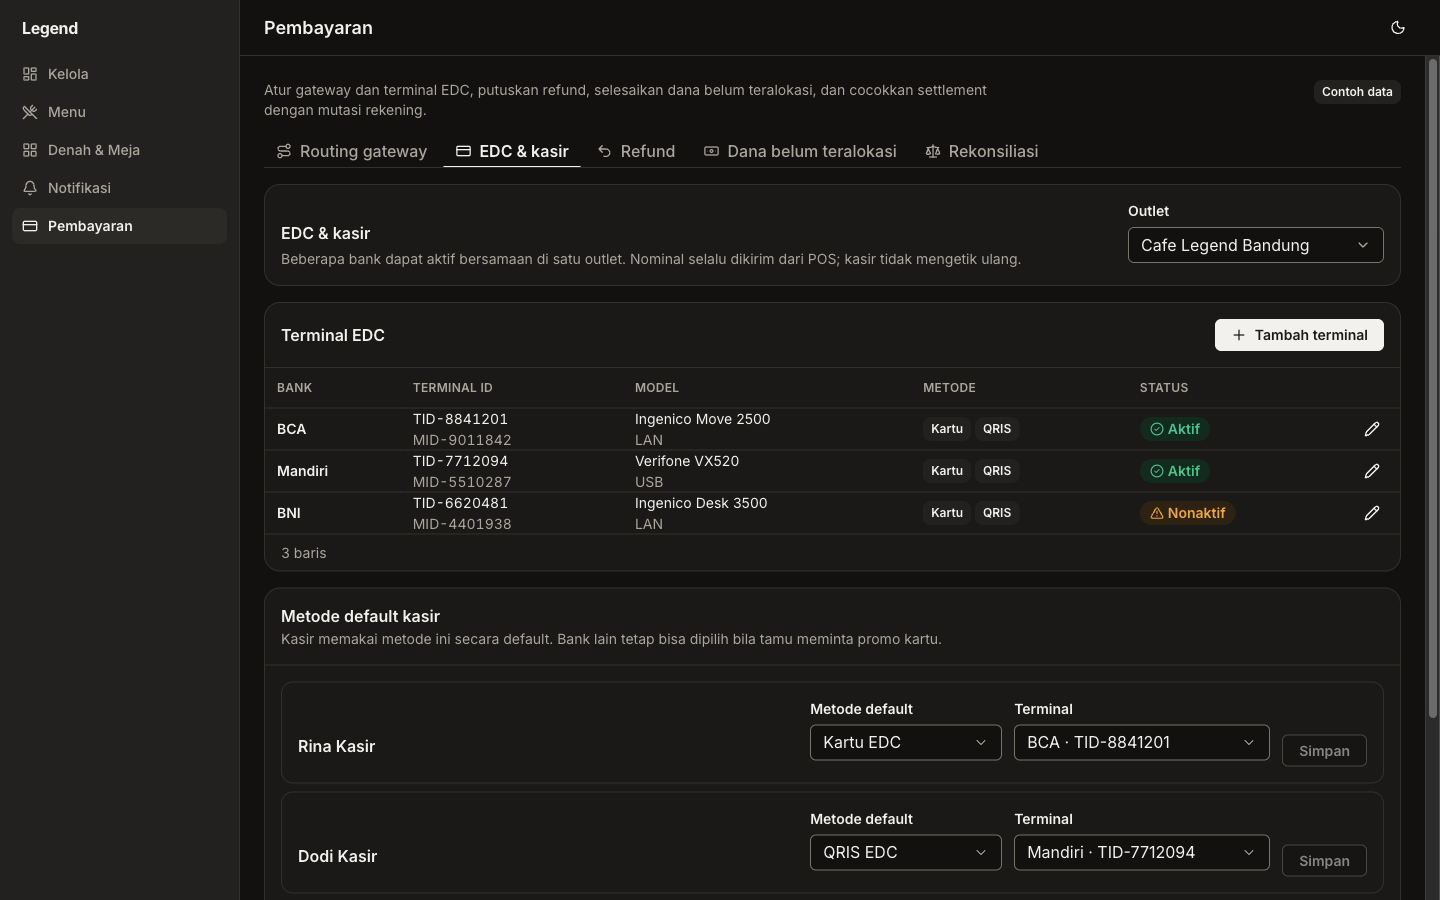 Legend
Kelola
Menu
Denah & Meja
Notifikasi
Pembayaran
Pembayaran
Atur gateway dan terminal EDC, putuskan refund, selesaikan dana belum teralokasi, dan cocokkan settlement
dengan mutasi rekening.
Contoh data
Routing gateway
EDC & kasir
Refund
Dana belum teralokasi
Rekonsiliasi
EDC & kasir
Beberapa bank dapat aktif bersamaan di satu outlet. Nominal selalu dikirim dari POS; kasir tidak mengetik ulang.
Outlet
Cafe Legend Bandung
Terminal EDC
Tambah terminal
BANK TERMINAL ID MODEL METODE STATUS
BCA TID-8841201 Ingenico Move 2500 Kartu QRIS Aktif
MID-9011842 LAN
Mandiri TID-7712094 Verifone VX520 Kartu QRIS Aktif
MID-5510287 USB
BNI TID-6620481 Ingenico Desk 3500 Kartu QRIS Nonaktif
MID-4401938 LAN
3 baris
Metode default kasir
Kasir memakai metode ini secara default. Bank lain tetap bisa dipilih bila tamu meminta promo kartu.
Metode default Terminal
Rina Kasir Kartu EDC BCA · TID-8841201 Simpan
Metode default Terminal
Dodi Kasir QRIS EDC Mandiri · TID-7712094 Simpan